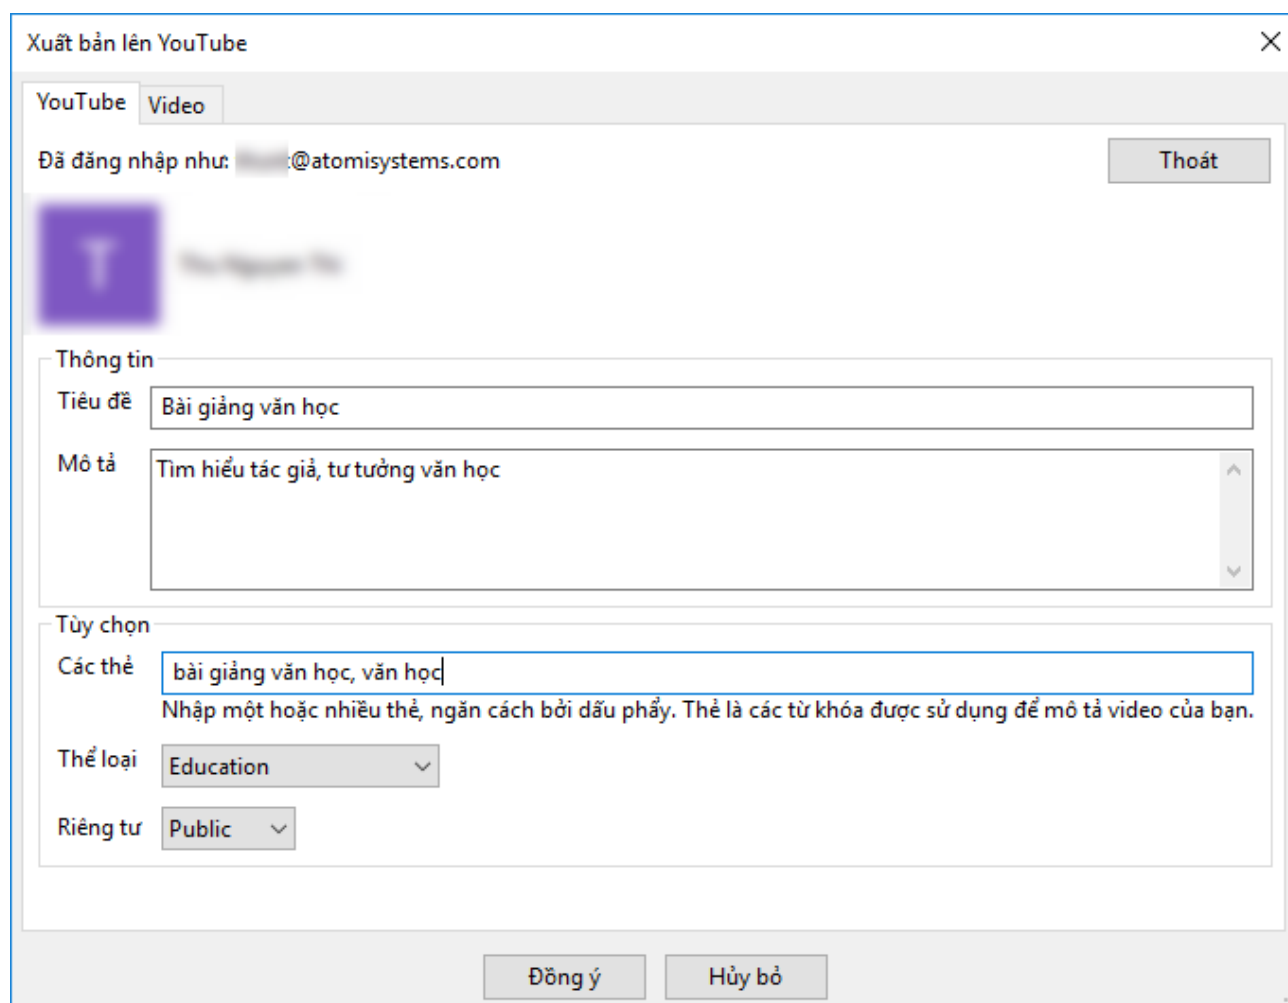 Xuất bản lên YouTube
YouTube
Video
Đã đăng nhập như: @atomisystems.com
Thoát
T
Thông tin
Tiêu đề
Bài giảng văn học
Mô tả
Tìm hiểu tác giả, tư tưởng văn học
Tùy chọn
Các thẻ
bài giảng văn học, văn học
Nhập một hoặc nhiều thẻ, ngăn cách bởi dấu phẩy. Thẻ là các từ khóa được sử dụng để mô tả video của bạn.
Thể loại
Education
Riêng tư
Public
Đồng ý
Hủy bỏ